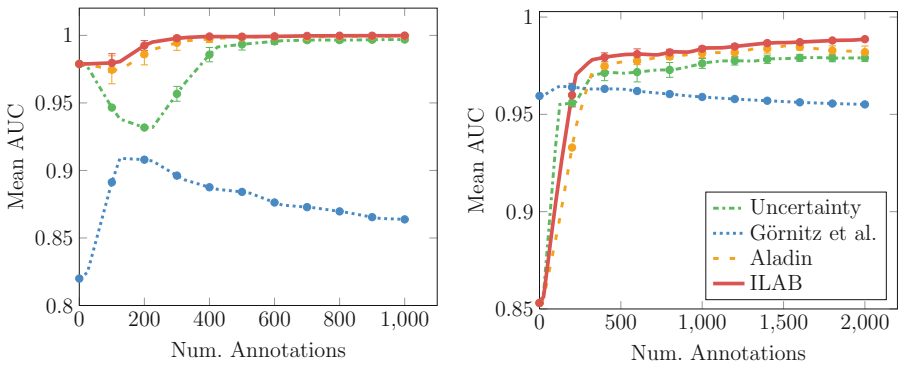 1
0.95
0.9
0.85
0.8
0 200 400 600 800 1,000
Num. Annotations
Mean AUC
1
0.95
0.9
0.85
0 500 1,000 1,500 2,000
Num. Annotations
Mean AUC
Uncertainty
Görnitz et al.
Aladin
ILAB